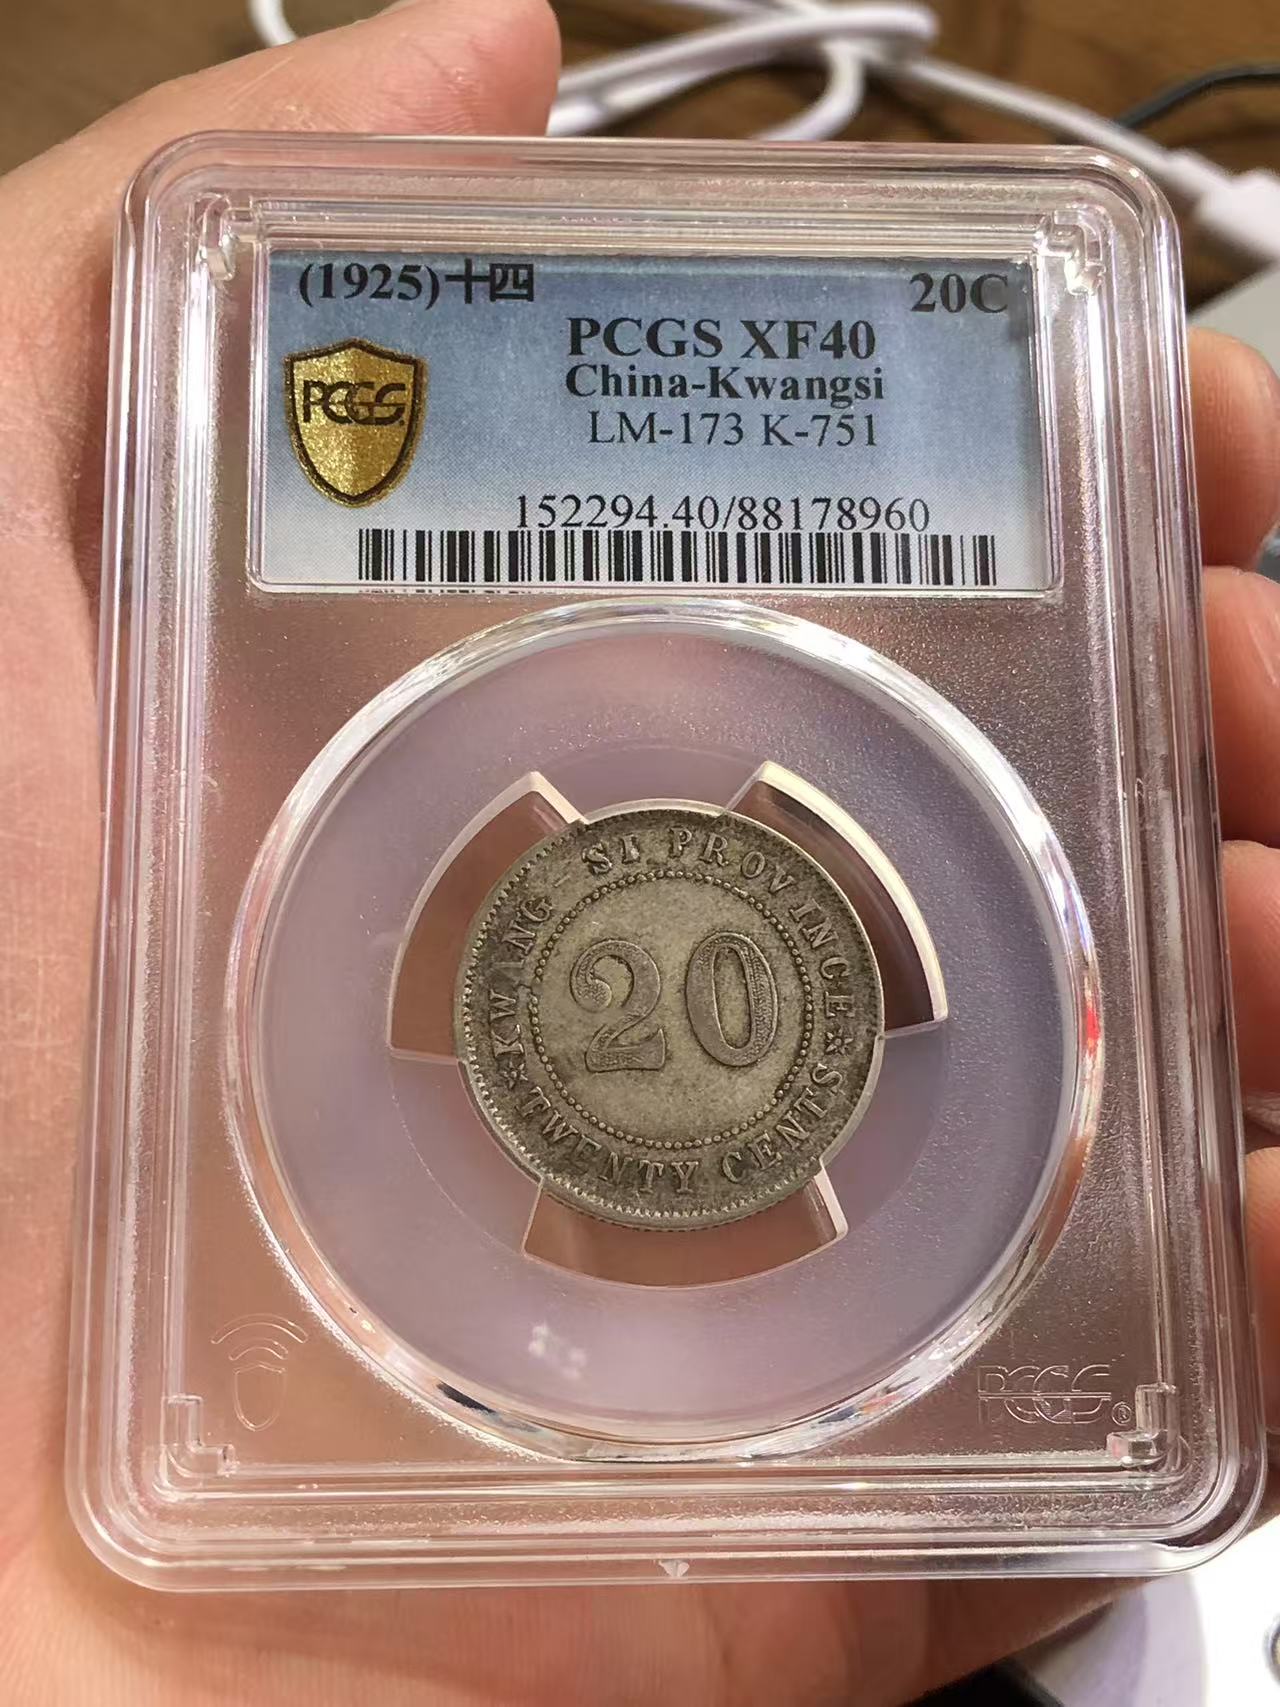 (1925)十四 20C
PCGS XF40
China-Kwangsi
PCGS
LM-173 K-751
152294.40/88178960
KWANG-SI PROVINCE
20
TWENTY CENTS
PCGS®